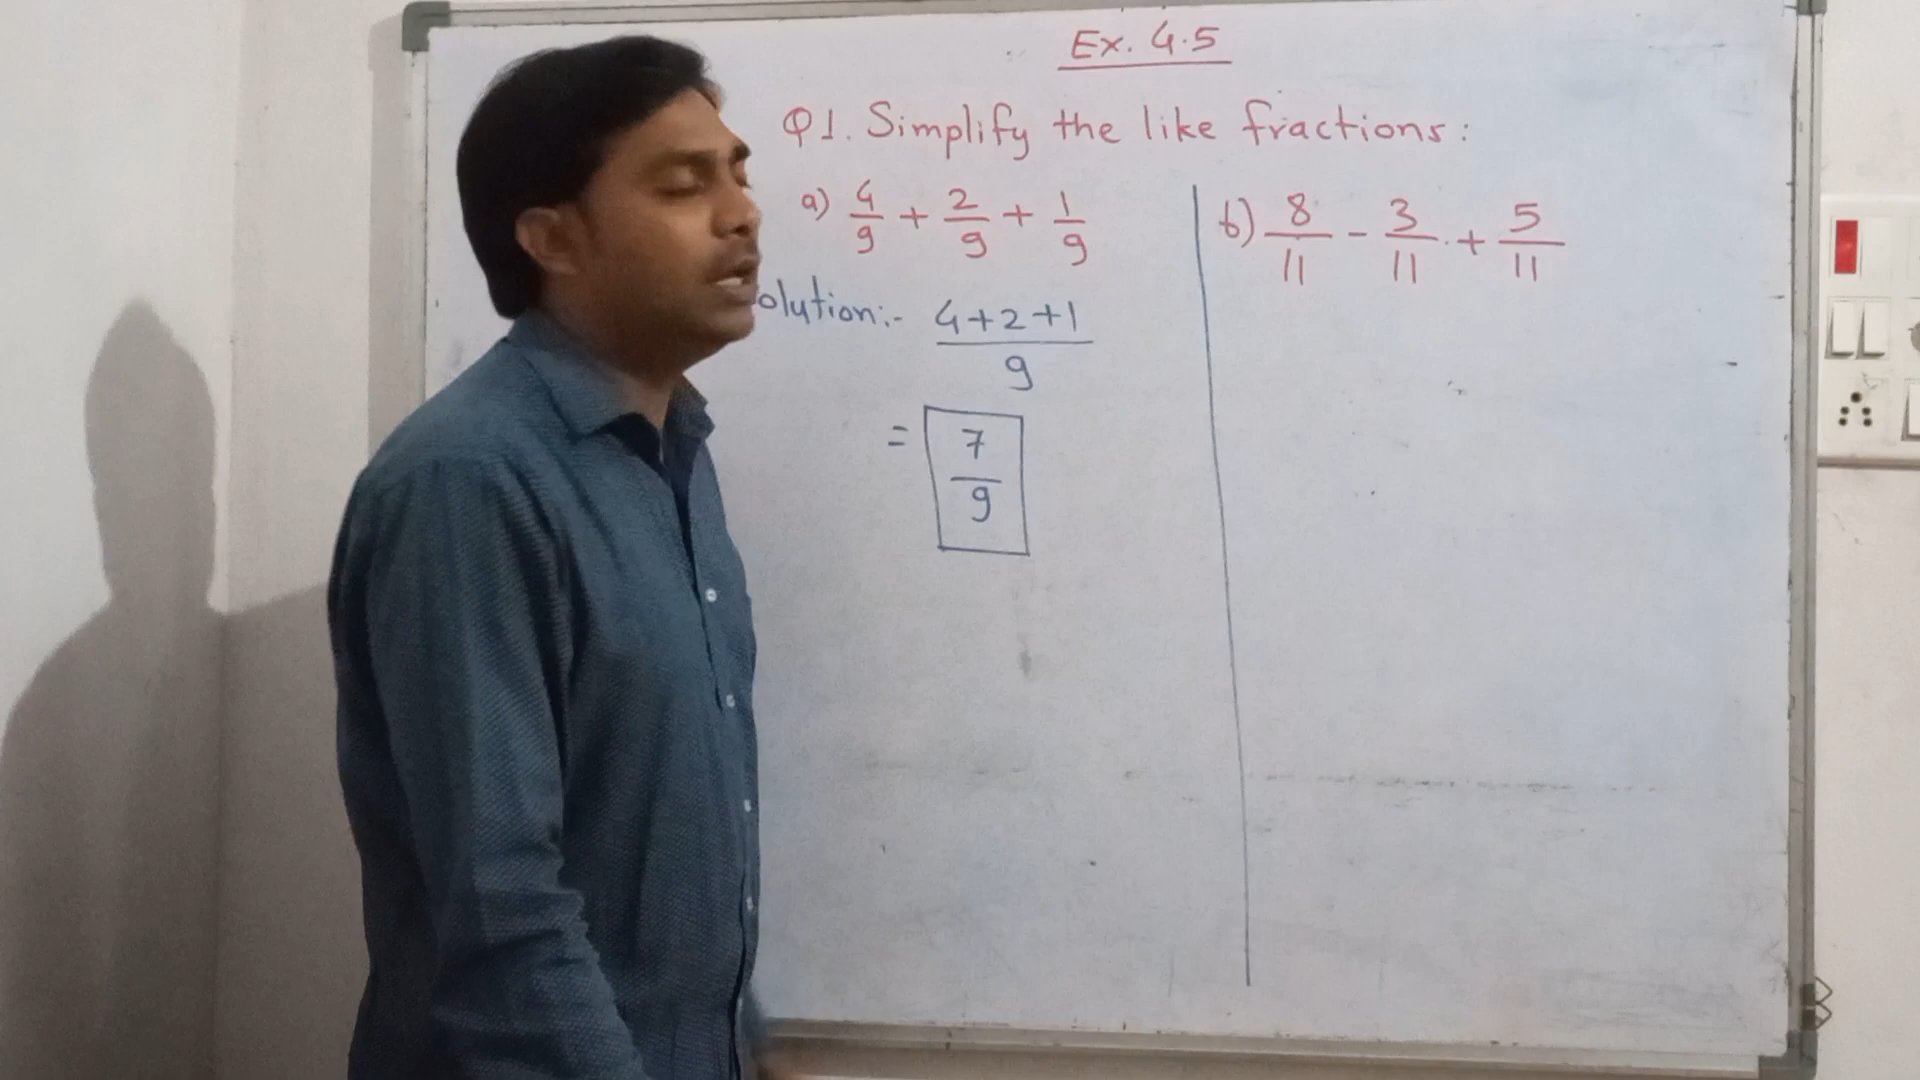 Ex. 4.5
Q1. Simplify the like fractions:
a) 4/9 + 2/9 + 1/9
olution:- 4+2+1/9
= 7/9
b) 8/11 - 3/11 + 5/11